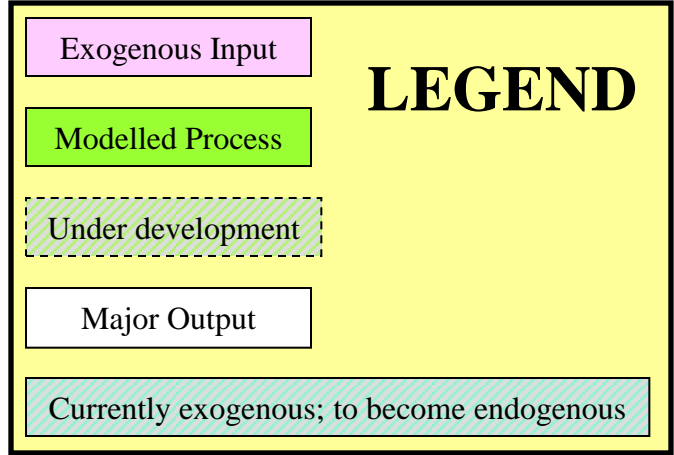 Exogenous Input
LEGEND
Modelled Process
Under development
Major Output
Currently exogenous; to become endogenous